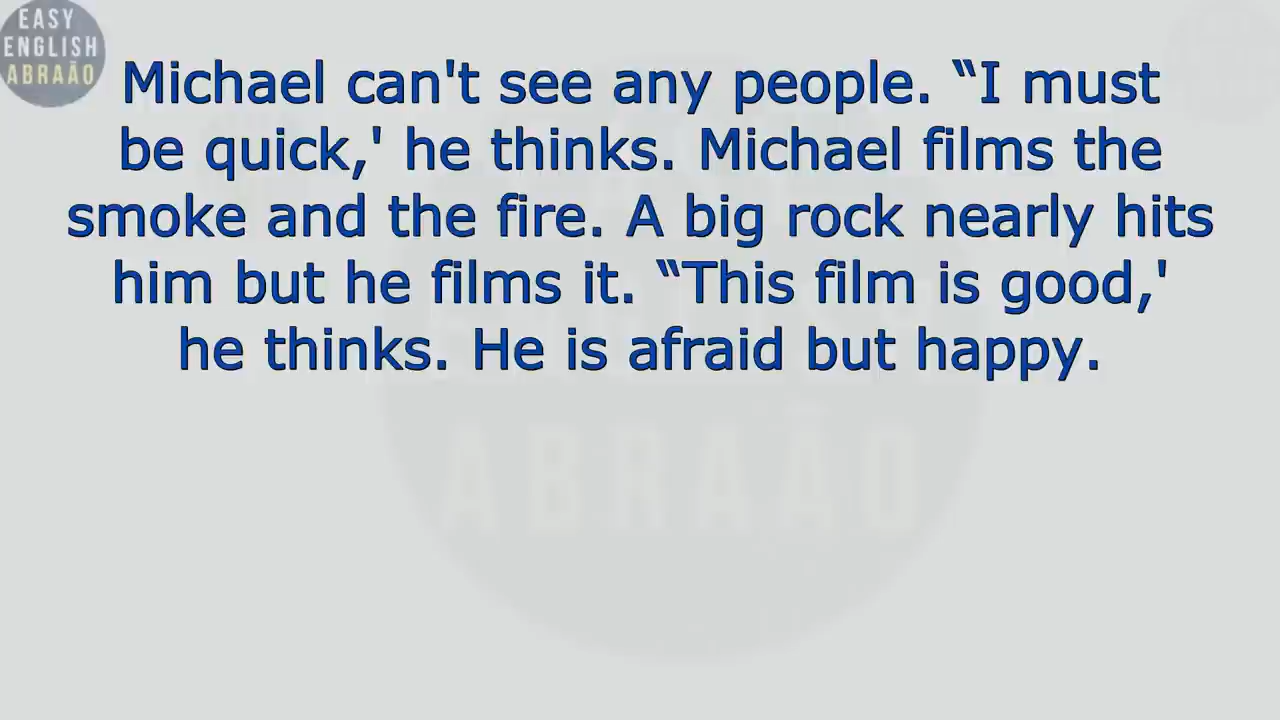 EASY
ENGLISH
ABRAÃO
Michael can't see any people. “I must
be quick,' he thinks. Michael films the
smoke and the fire. A big rock nearly hits
him but he films it. “This film is good,'
he thinks. He is afraid but happy.
ENGLISH
ABRAÃO